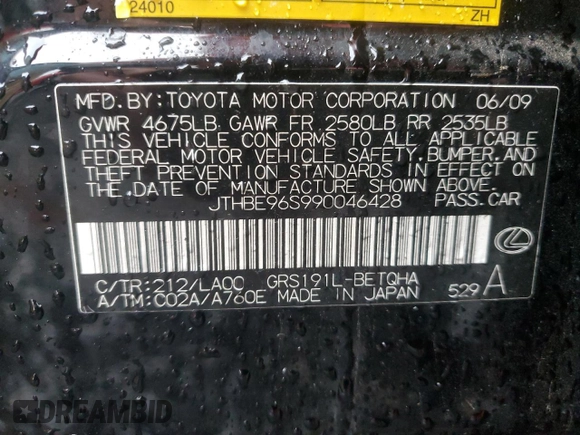 24010 ZH
MFD. BY: TOYOTA MOTOR CORPORATION 06/09
GVWR 4675LB GAWR FR 2580LB RR 2535LB
THIS VEHICLE CONFORMS TO ALL APPLICABLE
FEDERAL MOTOR VEHICLE SAFETY, BUMPER, AND
THEFT PREVENTION STANDARDS IN EFFECT ON
THE DATE OF MANUFACTURE SHOWN ABOVE.
JTHBE96S990046428 PASS. CAR
C/TR: 212/LA00 GRS191L-BETQHA
A/TM: C02A/A760E MADE IN JAPAN 529 A
DREAMBID